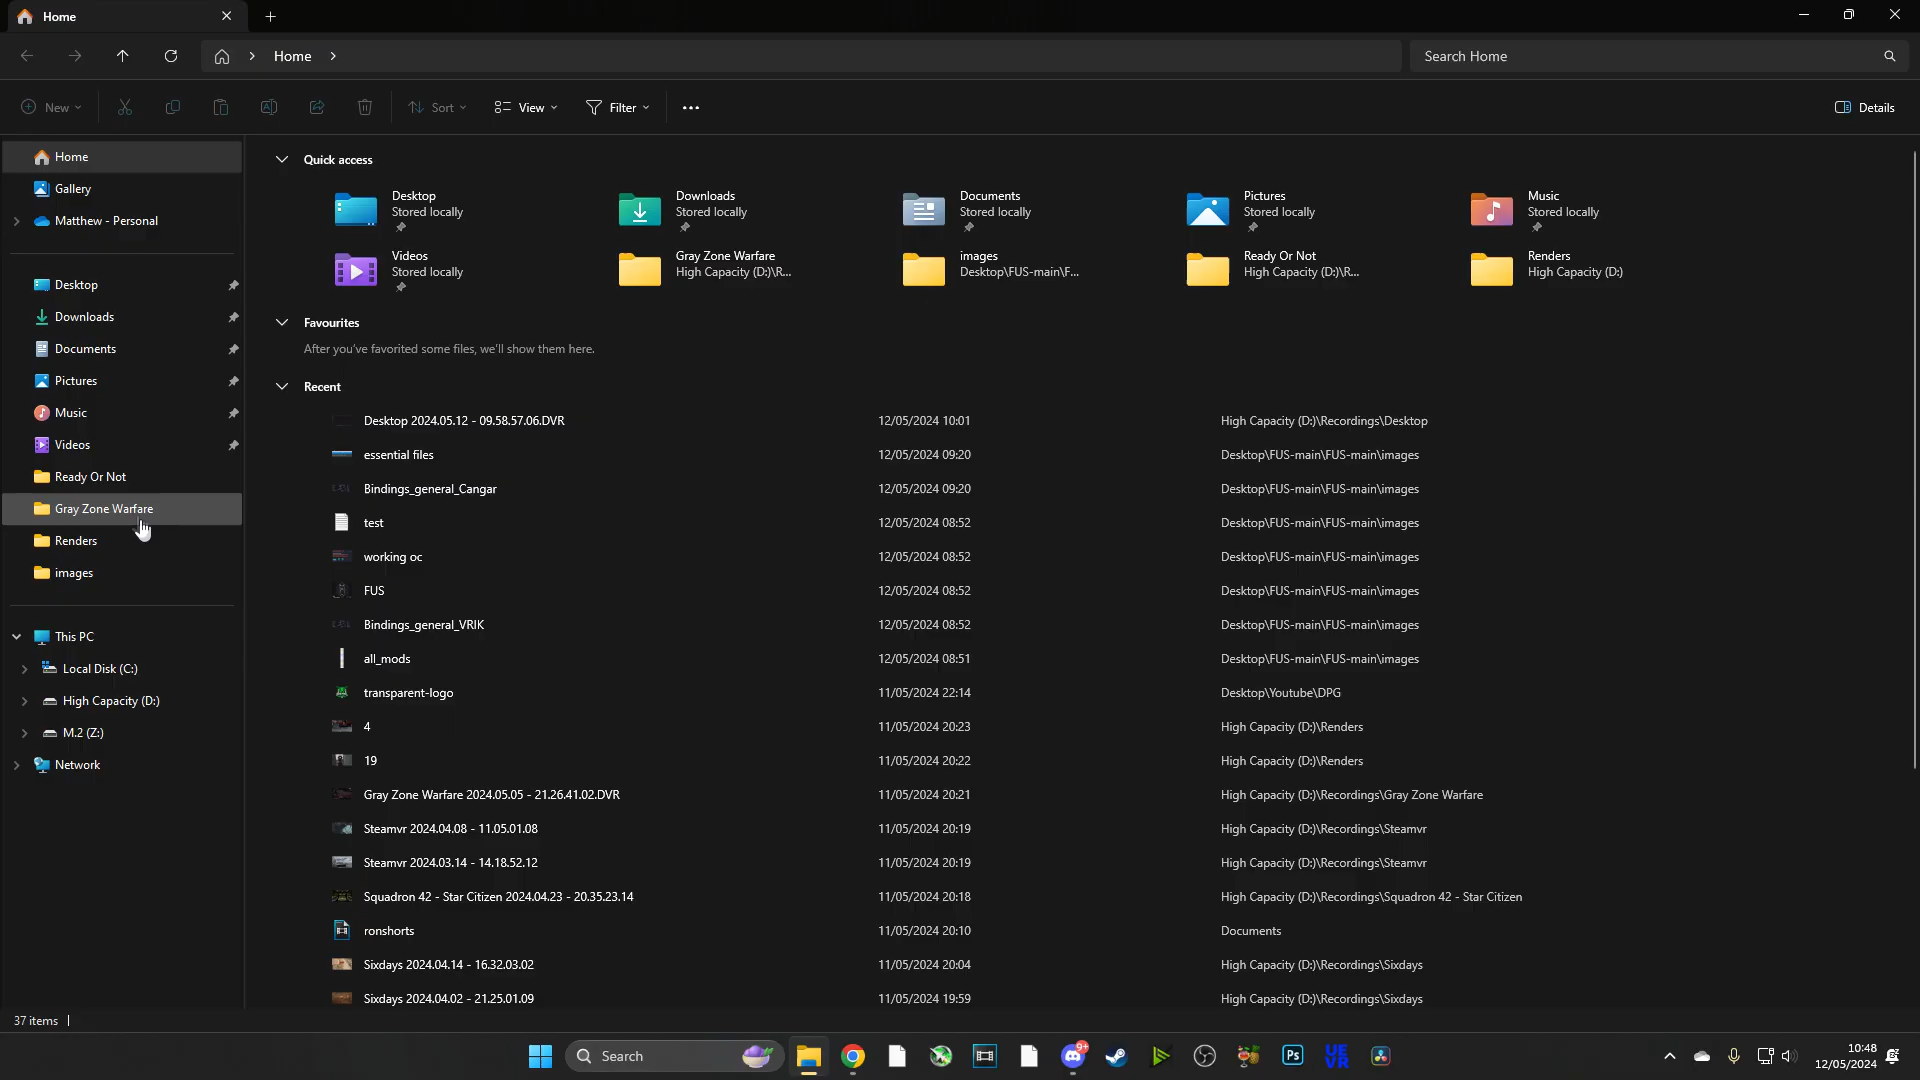 Home
Home
Search Home
New
Sort
View
Filter
Details
Home
Gallery
Matthew - Personal
Desktop
Downloads
Documents
Pictures
Music
Videos
Ready Or Not
Gray Zone Warfare
Renders
images
This PC
Local Disk (C:)
High Capacity (D:)
M.2 (Z:)
Network
Quick access
Desktop
Stored locally
Downloads
Stored locally
Documents
Stored locally
Pictures
Stored locally
Music
Stored locally
Videos
Stored locally
Gray Zone Warfare
High Capacity (D:)\R...
images
Desktop\FUS-main\F...
Ready Or Not
High Capacity (D:)\R...
Renders
High Capacity (D:)
Favourites
After you've favorited some files, we'll show them here.
Recent
Desktop 2024.05.12 - 09.58.57.06.DVR 12/05/2024 10:01 High Capacity (D:)\Recordings\Desktop
essential files 12/05/2024 09:20 Desktop\FUS-main\FUS-main\images
Bindings_general_Cangar 12/05/2024 09:20 Desktop\FUS-main\FUS-main\images
test 12/05/2024 08:52 Desktop\FUS-main\FUS-main\images
working oc 12/05/2024 08:52 Desktop\FUS-main\FUS-main\images
FUS 12/05/2024 08:52 Desktop\FUS-main\FUS-main\images
Bindings_general_VRIK 12/05/2024 08:52 Desktop\FUS-main\FUS-main\images
all_mods 12/05/2024 08:51 Desktop\FUS-main\FUS-main\images
transparent-logo 11/05/2024 22:14 Desktop\Youtube\DPG
4 11/05/2024 20:23 High Capacity (D:)\Renders
19 11/05/2024 20:22 High Capacity (D:)\Renders
Gray Zone Warfare 2024.05.05 - 21.26.41.02.DVR 11/05/2024 20:21 High Capacity (D:)\Recordings\Gray Zone Warfare
Steamvr 2024.04.08 - 11.05.01.08 11/05/2024 20:19 High Capacity (D:)\Recordings\Steamvr
Steamvr 2024.03.14 - 14.18.52.12 11/05/2024 20:19 High Capacity (D:)\Recordings\Steamvr
Squadron 42 - Star Citizen 2024.04.23 - 20.35.23.14 11/05/2024 20:18 High Capacity (D:)\Recordings\Squadron 42 - Star Citizen
ronshorts 11/05/2024 20:10 Documents
Sixdays 2024.04.14 - 16.32.03.02 11/05/2024 20:04 High Capacity (D:)\Recordings\Sixdays
Sixdays 2024.04.02 - 21.25.01.09 11/05/2024 19:59 High Capacity (D:)\Recordings\Sixdays
37 items
Search
9+
Ps
UE
VR
10:48
12/05/2024